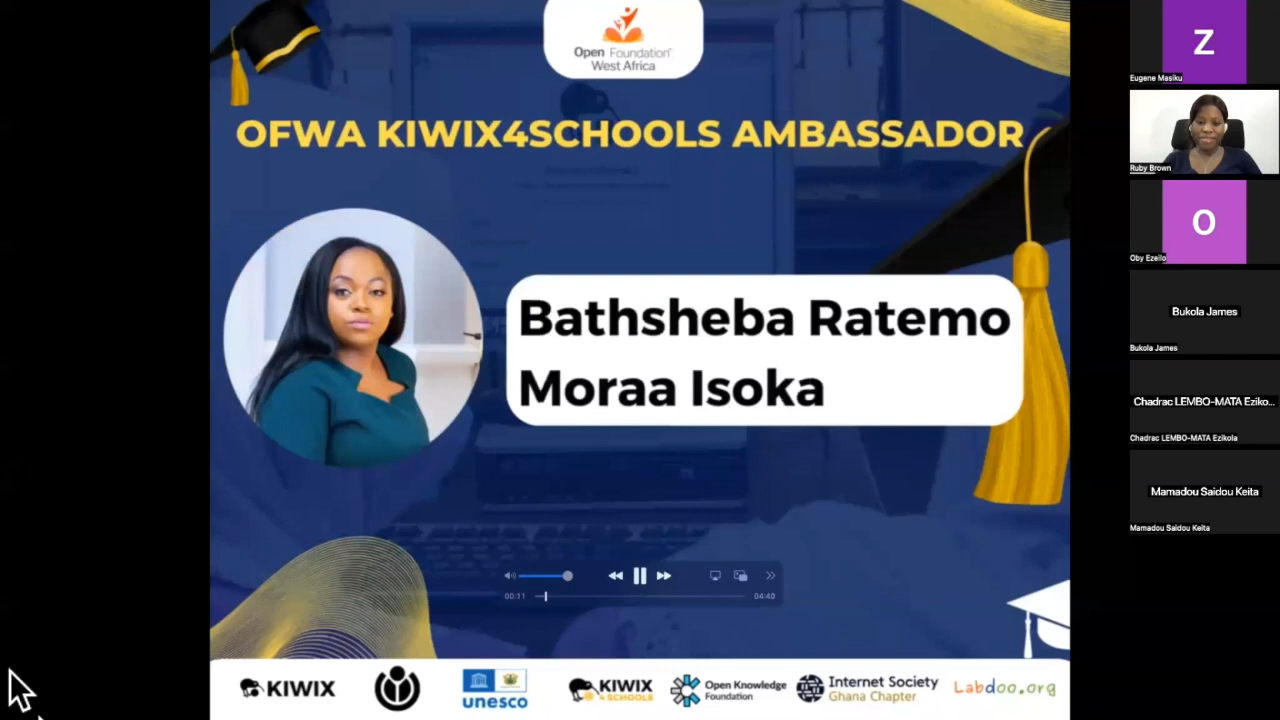 Open Foundation
West Africa
OFWA KIWIX4SCHOOLS AMBASSADOR
Bathsheba Ratemo
Moraa Isoka
00:11
04:40
KIWIX
unesco
KIWIX
4 SCHOOLS
Open Knowledge
Foundation
Internet Society
Ghana Chapter
Labdoo.org
Z
Eugene Masiku
Ruby Brown
O
Oby Ezeilo
Bukola James
Bukola James
Chadrac LEMBO-MATA Eziko...
Chadrac LEMBO-MATA Ezikola
Mamadou Saidou Keita
Mamadou Saidou Keita